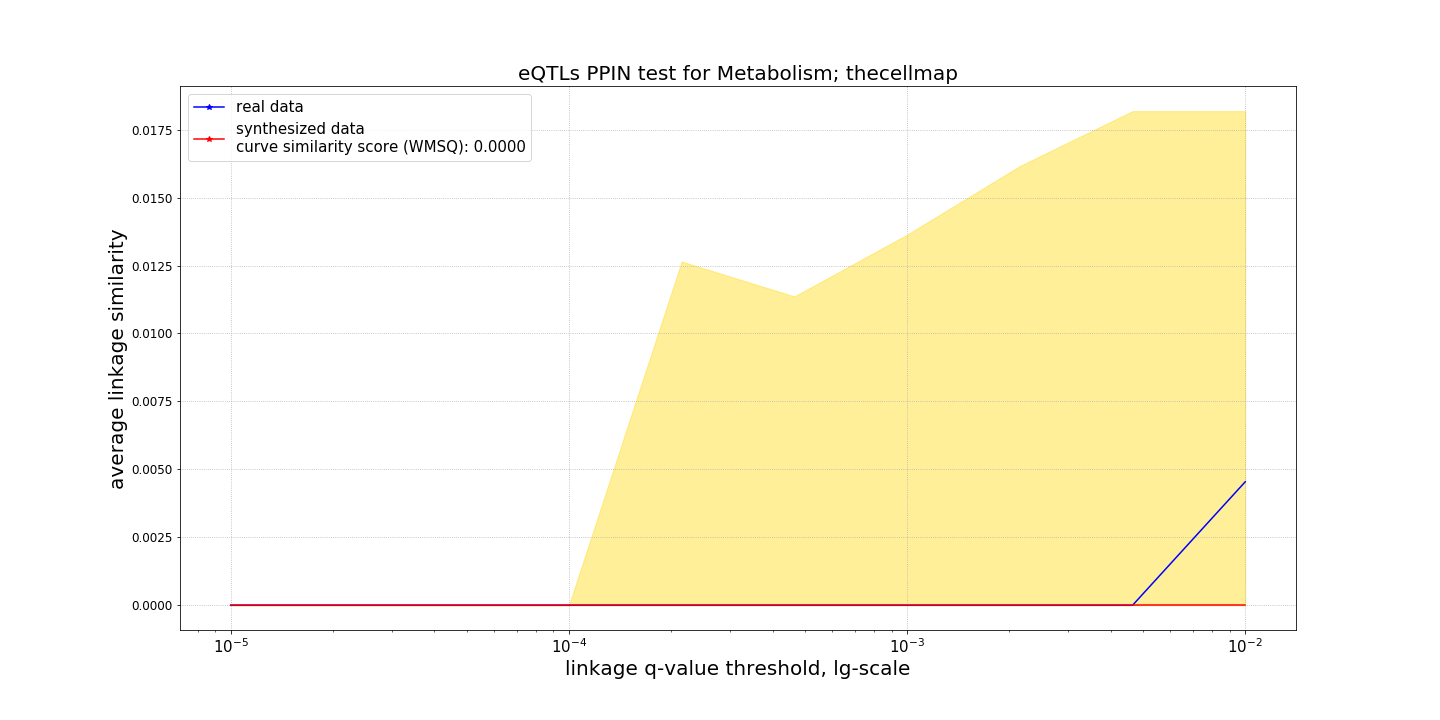 eQTLs PPIN test for Metabolism; thecellmap
real data
synthesized data
curve similarity score (WMSQ): 0.0000
average linkage similarity
0.0175
0.0150
0.0125
0.0100
0.0075
0.0050
0.0025
0.0000
10⁻⁵ 10⁻⁴ 10⁻³ 10⁻²
linkage q-value threshold, lg-scale